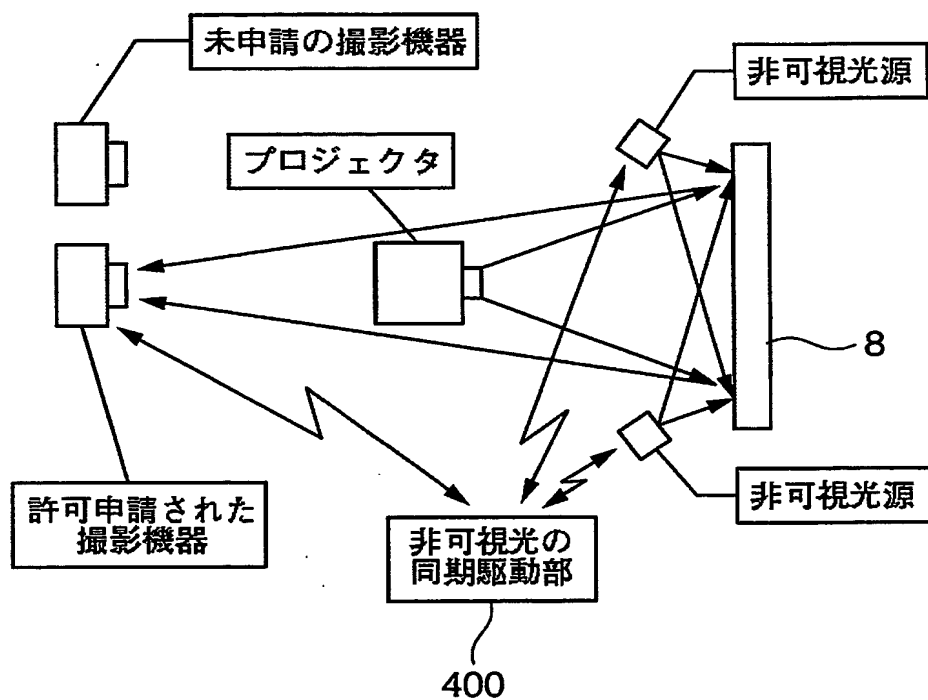 未申請の撮影機器
非可視光源
プロジェクタ
8
許可申請された
撮影機器
非可視光の
同期駆動部
非可視光源
400